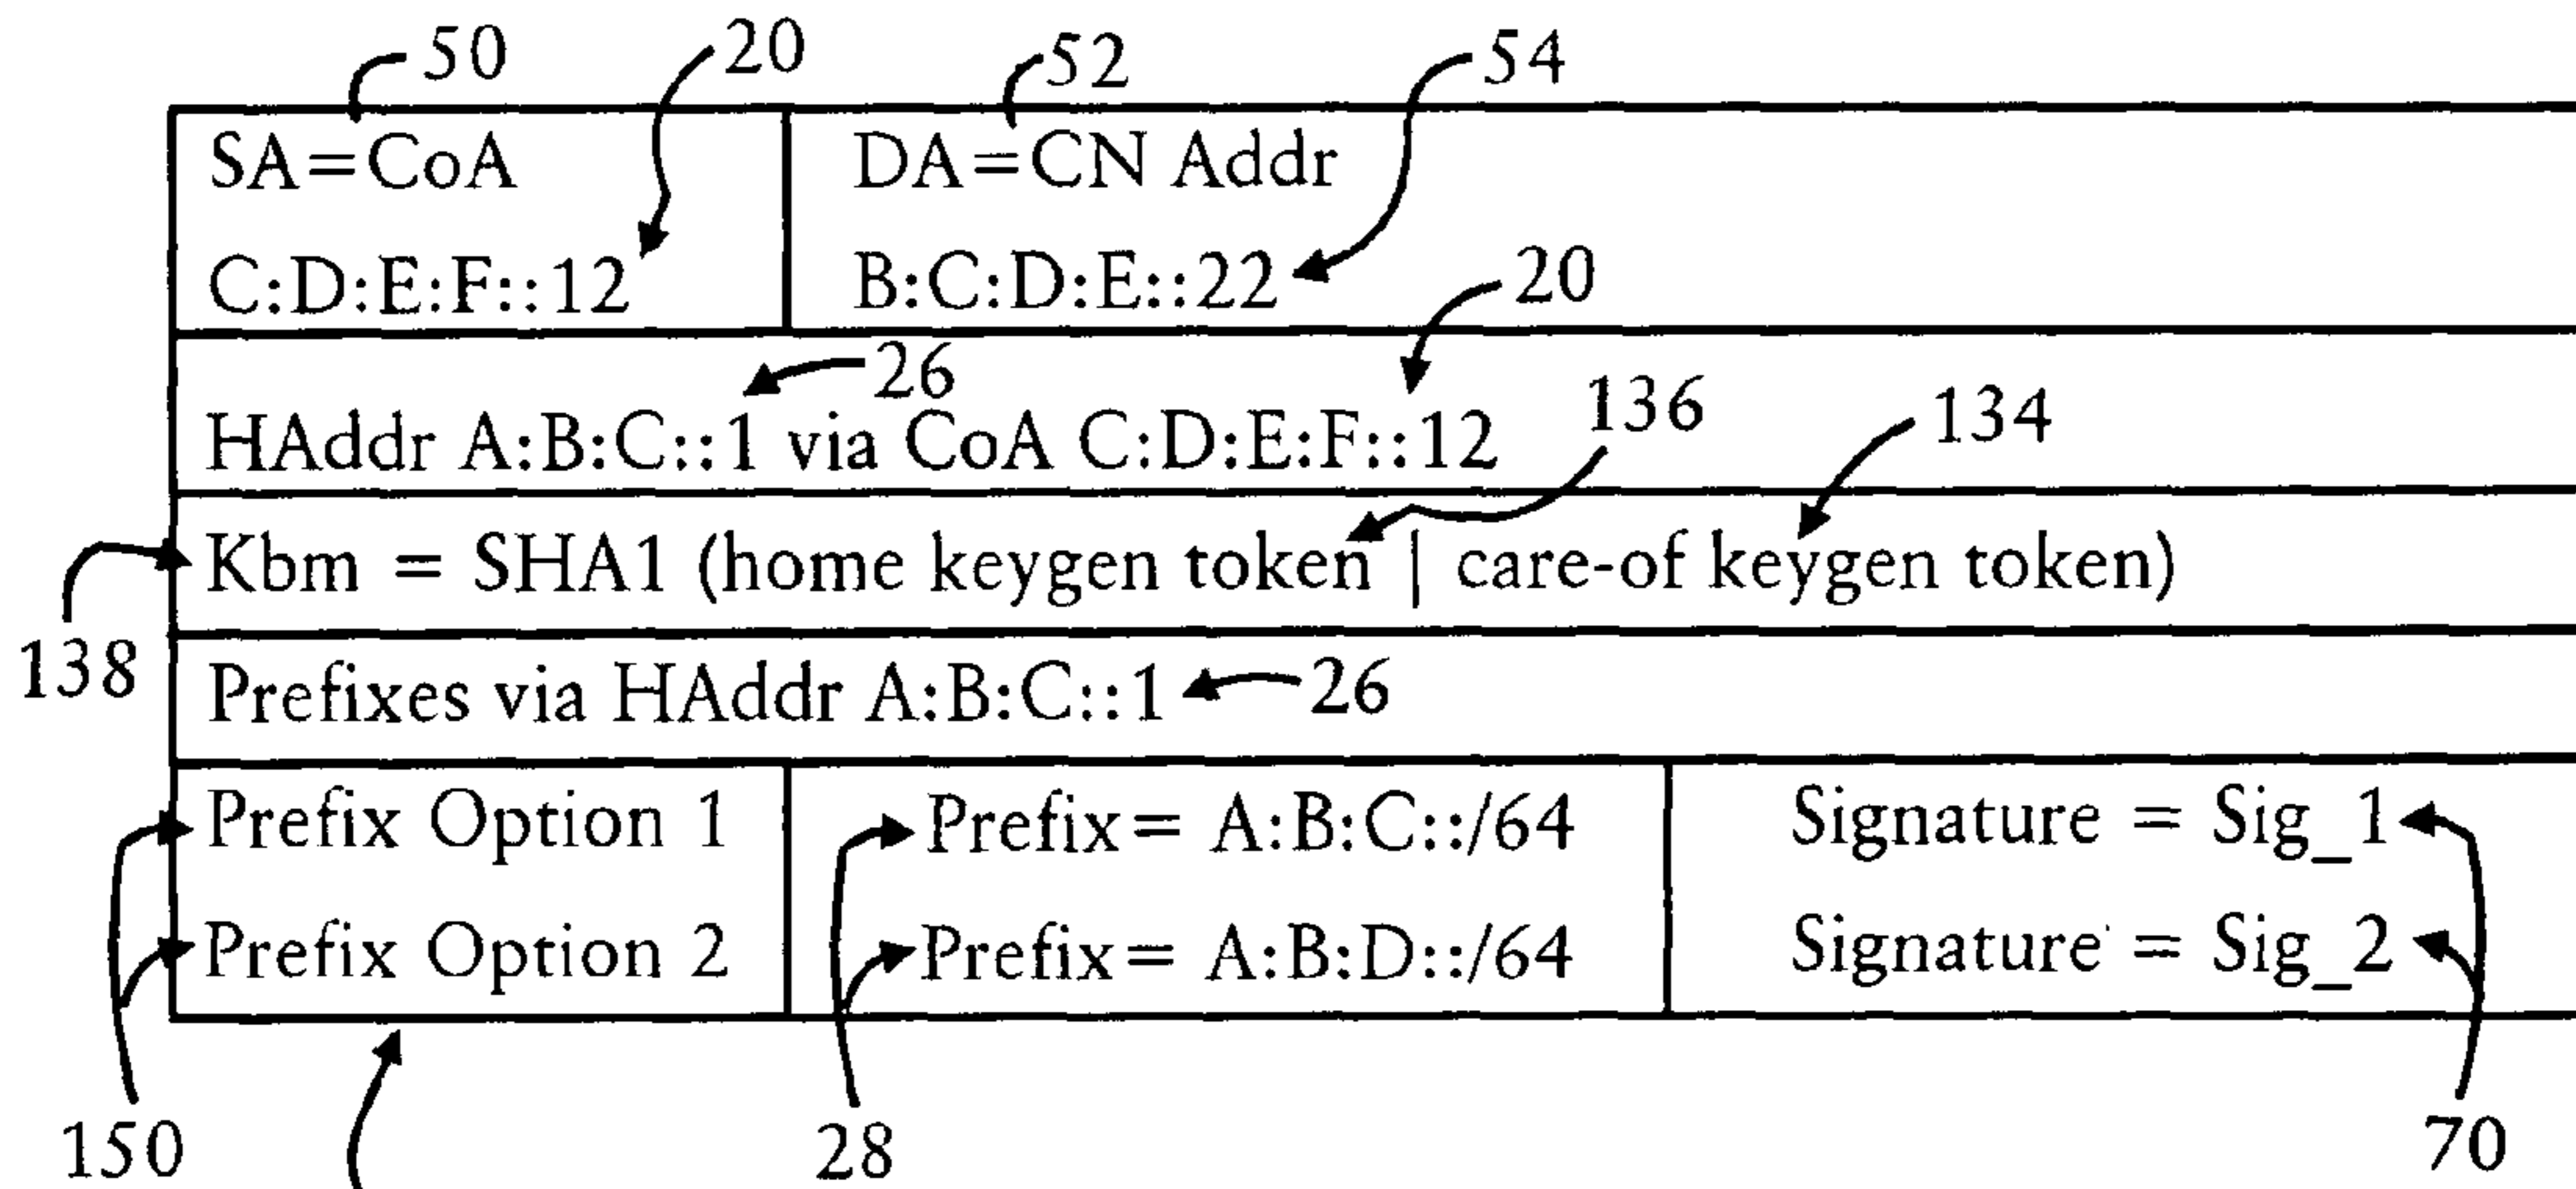 50 20 52 54
SA=CoA DA=CN Addr
C:D:E:F::12 B:C:D:E::22 20
26 136 134
HAddr A:B:C::1 via CoA C:D:E:F::12
Kbm = SHA1 (home keygen token | care-of keygen token)
138
Prefixes via HAddr A:B:C::1 26
Prefix Option 1 Prefix= A:B:C::/64 Signature = Sig_1
Prefix Option 2 Prefix= A:B:D::/64 Signature = Sig_2
150 28 70